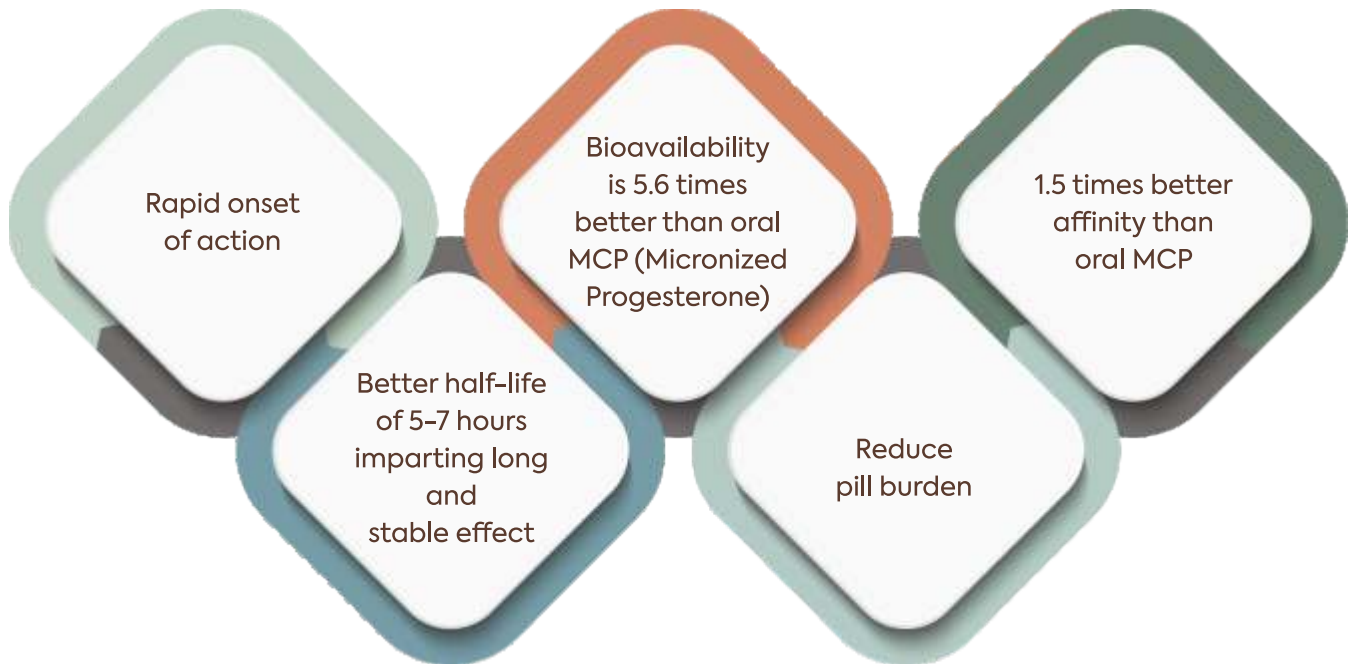 Rapid onset
of action
Better half-life
of 5-7 hours
imparting long
and
stable effect
Bioavailability
is 5.6 times
better than oral
MCP (Micronized
Progesterone)
Reduce
pill burden
1.5 times better
affinity than
oral MCP